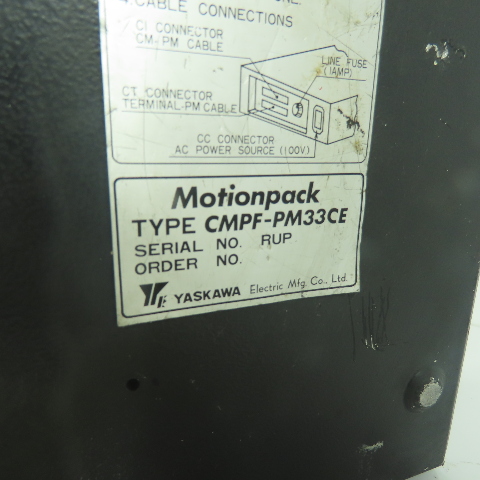 CABLE CONNECTIONS
CI CONNECTOR
CM-PM CABLE
LINE FUSE
(1AMP)
CT CONNECTOR
TERMINAL-PM CABLE
CC CONNECTOR
AC POWER SOURCE (100V)
Motionpack
TYPE CMPF-PM33CE
SERIAL NO. RUP
ORDER NO.
YASKAWA Electric Mfg. Co., Ltd.